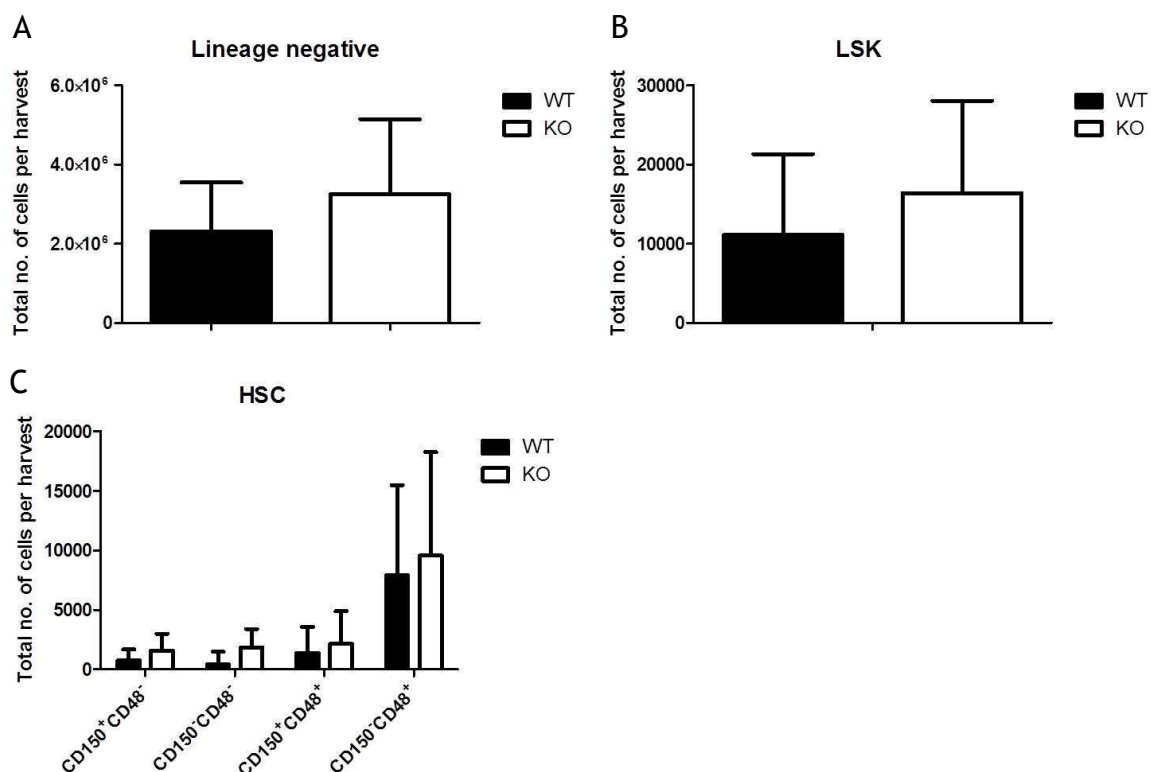 A
Lineage negative
Total no. of cells per harvest
6.0×10⁶
4.0×10⁶
2.0×10⁶
0
WT
KO
B
LSK
Total no. of cells per harvest
30000
20000
10000
0
WT
KO
C
HSC
Total no. of cells per harvest
20000
15000
10000
5000
0
WT
KO
CD150⁺CD48⁻
CD150⁻CD48⁻
CD150⁺CD48⁺
CD150⁻CD48⁺